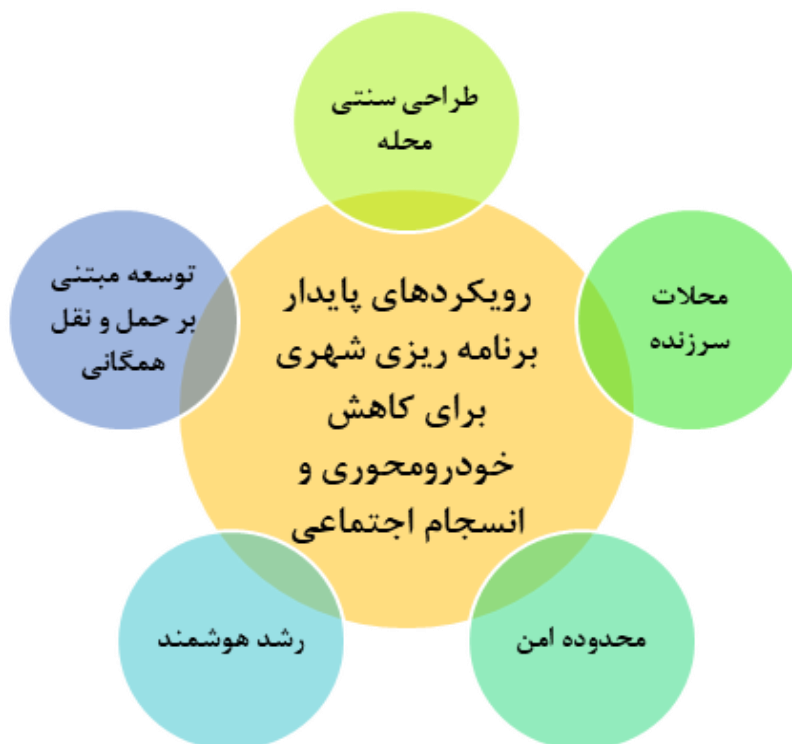 طراحی سنتی
محله
محلات
سرزنده
محدوده امن
رشد هوشمند
توسعه مبتنی
بر حمل و نقل
همگانی
رویکردهای پایدار
برنامه ریزی شهری
برای کاهش
خودرومحوری و
انسجام اجتماعی